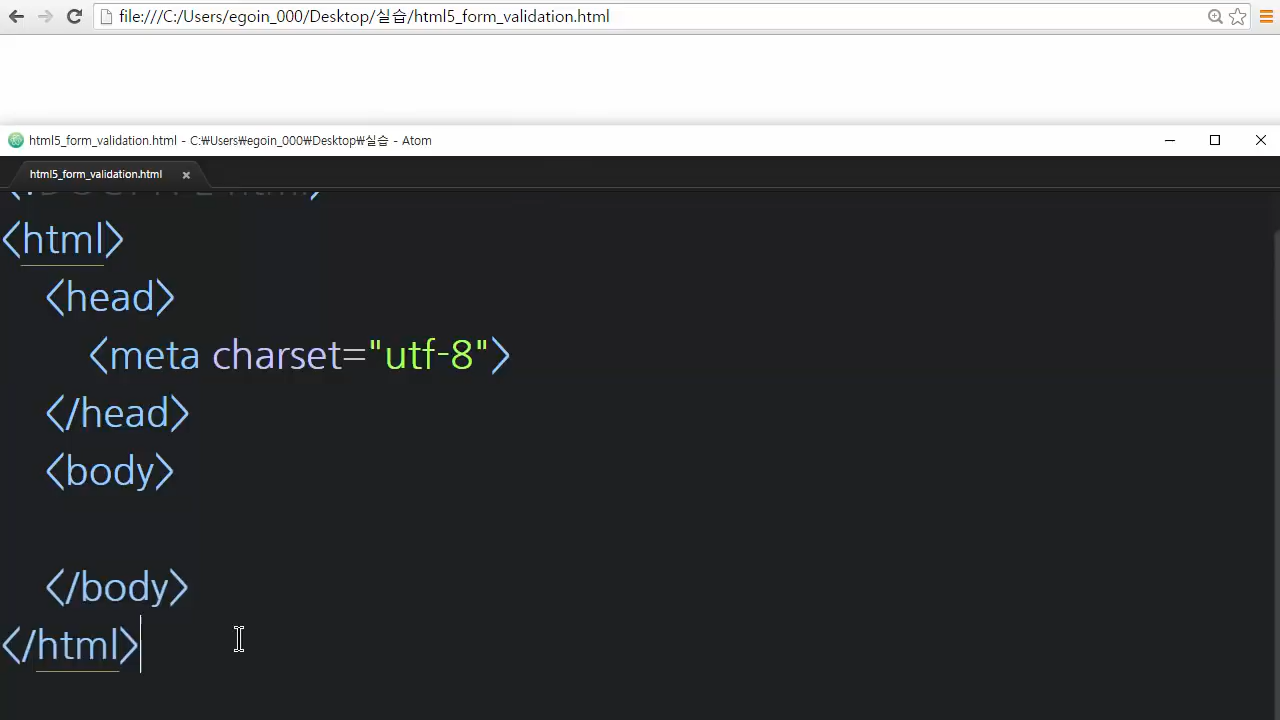 file:///C:/Users/egoin_000/Desktop/실습/html5_form_validation.html
html5_form_validation.html - C:₩Users₩egoin_000₩Desktop₩실습 - Atom
html5_form_validation.html
<html>
<head>
<meta charset="utf-8">
</head>
<body>
</body>
</html>